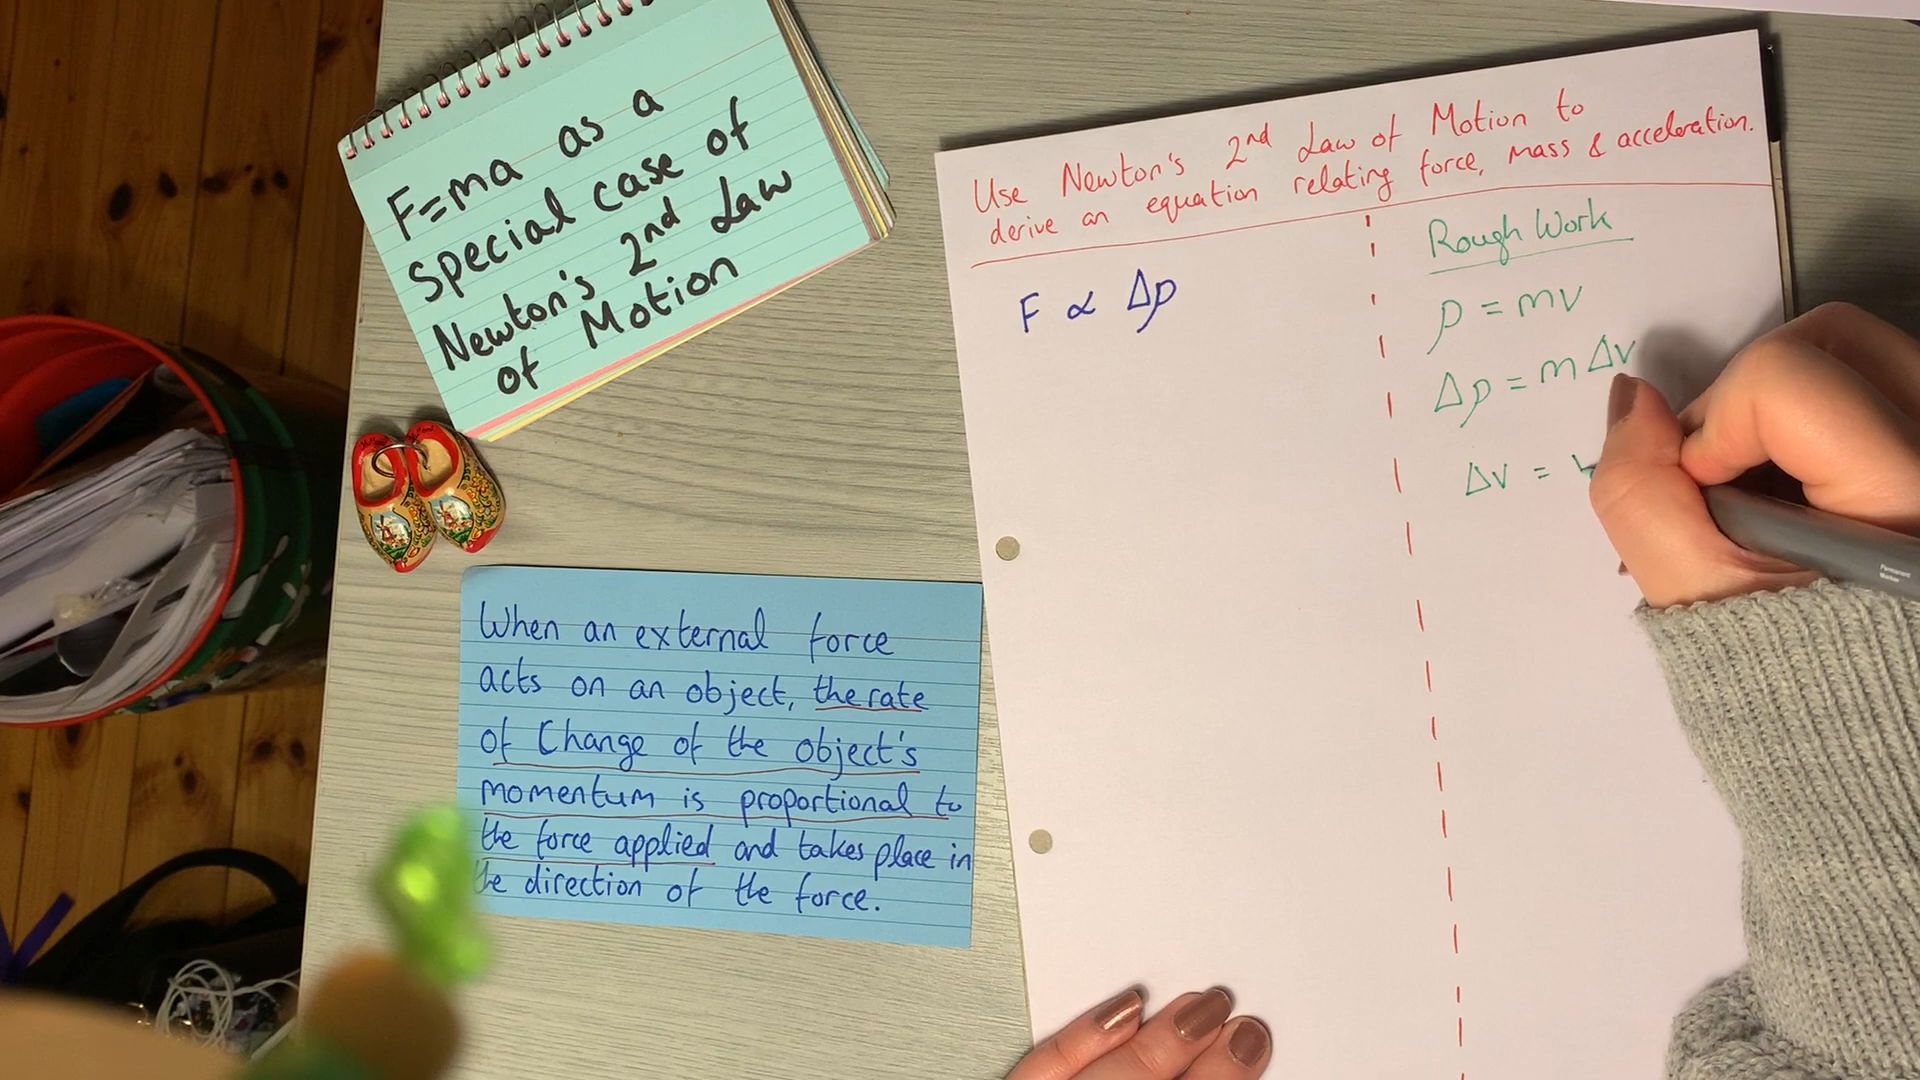 F=ma as a
special case of
Newton's 2nd Law
of Motion
When an external force
acts on an object, the rate
of Change of the object's
momentum is proportional to
the force applied and takes place in
the direction of the force.
Use Newton's 2nd Law of Motion to
derive an equation relating force, mass & acceleration.
F ∝ Δp
Rough Work
p = mv
Δp = mΔv
Δv =
Permanent
Marker